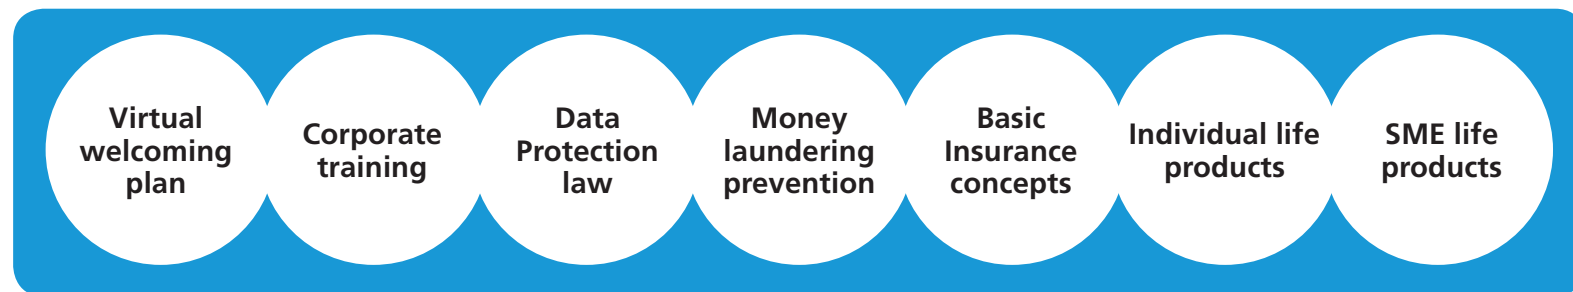 Virtual
welcoming
plan
Corporate
training
Data
Protection
law
Money
laundering
prevention
Basic
Insurance
concepts
Individual life
products
SME life
products